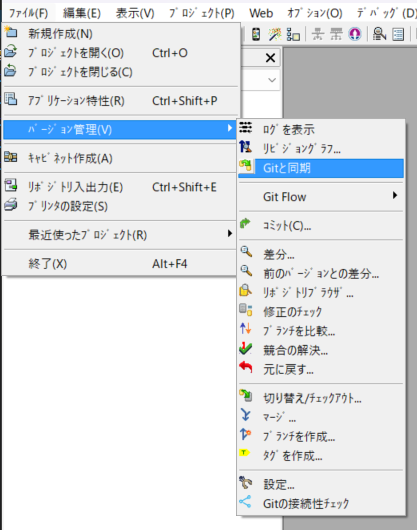 ﾌｧｲﾙ(F) 編集(E) 表示(V) ﾌﾟﾛｼﾞｪｸﾄ(P) Web ｵﾌﾟｼｮﾝ(O) ﾃﾞﾊﾞｯｸﾞ(D)
新規作成(N)
ﾌﾟﾛｼﾞｪｸﾄを開く(O) Ctrl+O
ﾌﾟﾛｼﾞｪｸﾄを閉じる(C)
ｱﾌﾟﾘｹｰｼｮﾝ特性(R) Ctrl+Shift+P
ﾊﾞｰｼﾞｮﾝ管理(V)
ｷｬﾋﾞﾈｯﾄ作成(A)
ﾘﾎﾟｼﾞﾄﾘ入出力(E) Ctrl+Shift+E
ﾌﾟﾘﾝﾀの設定(S)
最近使ったﾌﾟﾛｼﾞｪｸﾄ(R)
終了(X) Alt+F4
ﾛｸﾞを表示
ﾘﾋﾞｼﾞｮﾝｸﾞﾗﾌ...
Gitと同期
Git Flow
ｺﾐｯﾄ(C)...
差分...
前のﾊﾞｰｼﾞｮﾝとの差分...
ﾘﾎﾟｼﾞﾄﾘﾌﾞﾗｳｻﾞ...
修正のﾁｪｯｸ
ﾌﾞﾗﾝﾁを比較...
競合の解決...
元に戻す...
切り替え/ﾁｪｯｸｱｳﾄ...
ﾏｰｼﾞ...
ﾌﾞﾗﾝﾁを作成...
ﾀｸﾞを作成...
設定...
Gitの接続性ﾁｪｯｸ